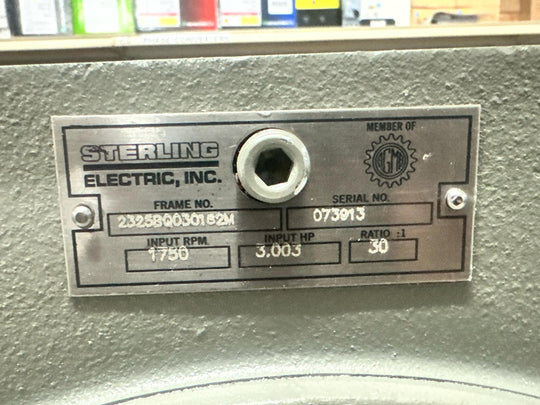 STERLING
ELECTRIC, INC.
MEMBER OF
AGMA
FRAME NO.
2325BQ030152M
SERIAL NO.
073913
INPUT RPM
1750
INPUT HP
3.003
RATIO :1
30